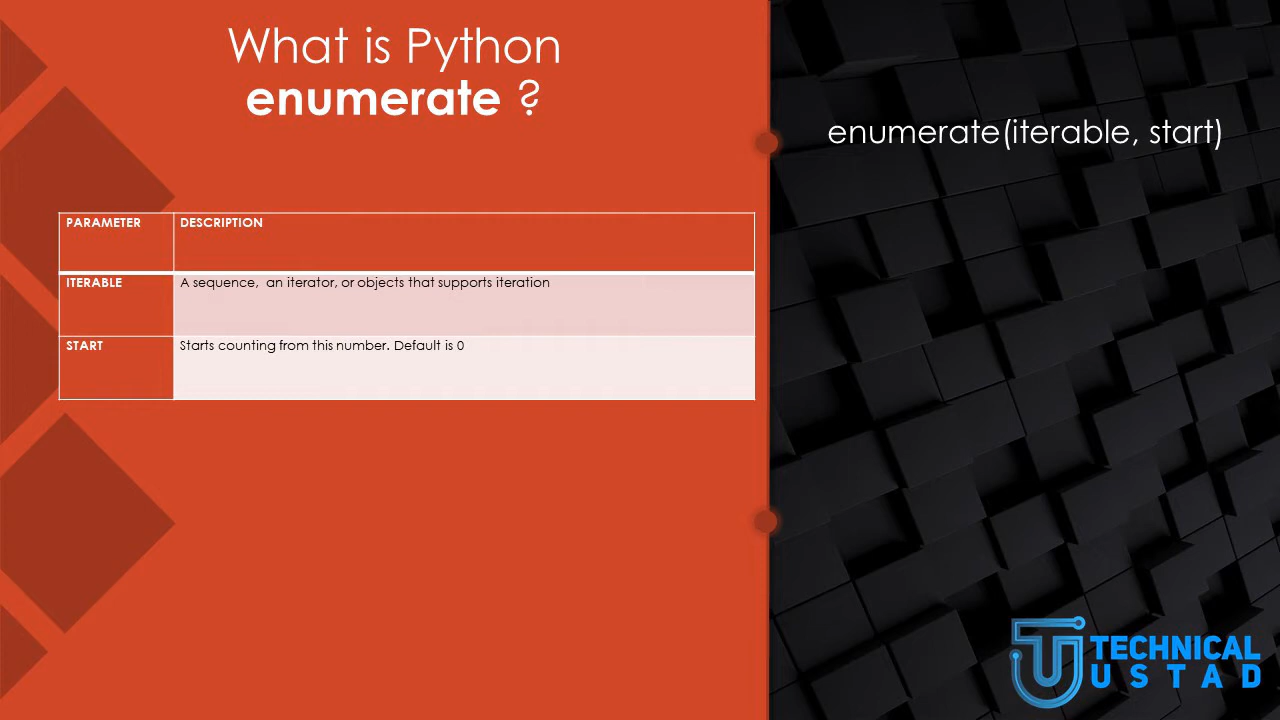 What is Python
enumerate ?
enumerate(iterable, start)
PARAMETER DESCRIPTION
ITERABLE A sequence,  an iterator, or objects that supports iteration
START Starts counting from this number. Default is 0
TECHNICAL
USTAD